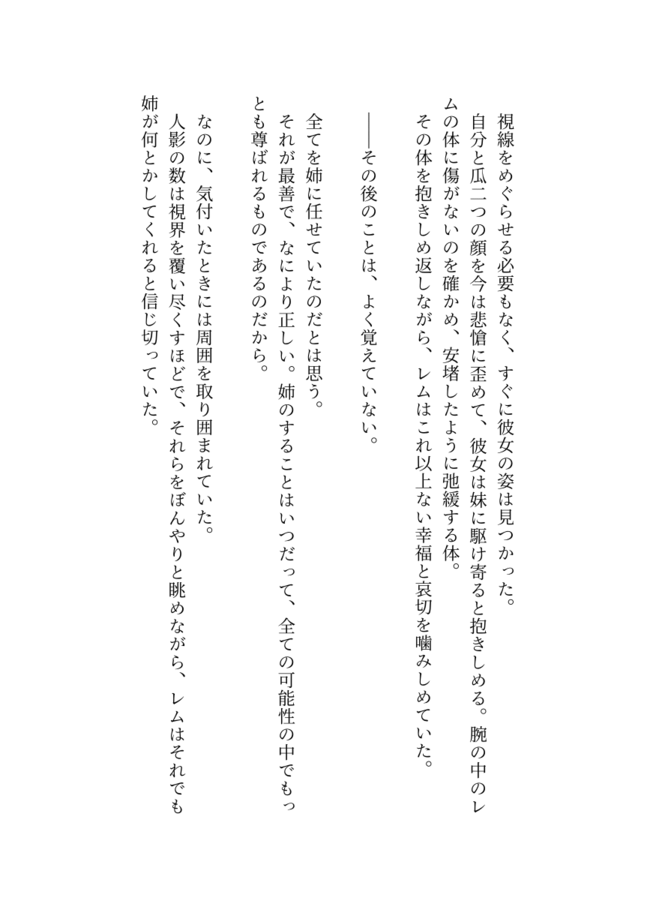 視線をめぐらせる必要もなく、すぐに彼女の姿は見つかった。
自分と瓜二つの顔を今は悲愴に歪めて、彼女は妹に駆け寄ると抱きしめる。腕の中のレ
ムの体に傷がないのを確かめ、安堵したように弛緩する体。
その体を抱きしめ返しながら、レムはこれ以上ない幸福と哀切を噛みしめていた。
――その後のことは、よく覚えていない。
全てを姉に任せていたのだとは思う。
それが最善で、なにより正しい。姉のすることはいつだって、全ての可能性の中でもっ
とも尊ばれるものであるのだから。
なのに、気付いたときには周囲を取り囲まれていた。
人影の数は視界を覆い尽くすほどで、それらをぼんやりと眺めながら、レムはそれでも
姉が何とかしてくれると信じ切っていた。